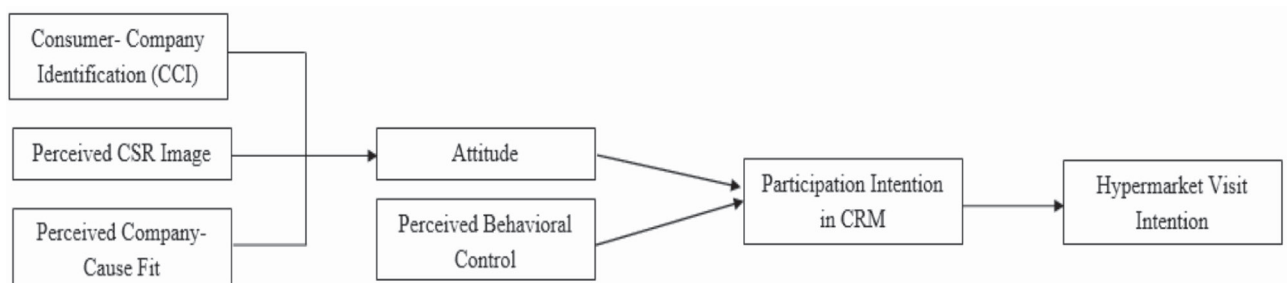 Consumer- Company
Identification (CCI)
Perceived CSR Image
Perceived Company-
Cause Fit
Attitude
Perceived Behavioral
Control
Participation Intention
in CRM
Hypermarket Visit
Intention